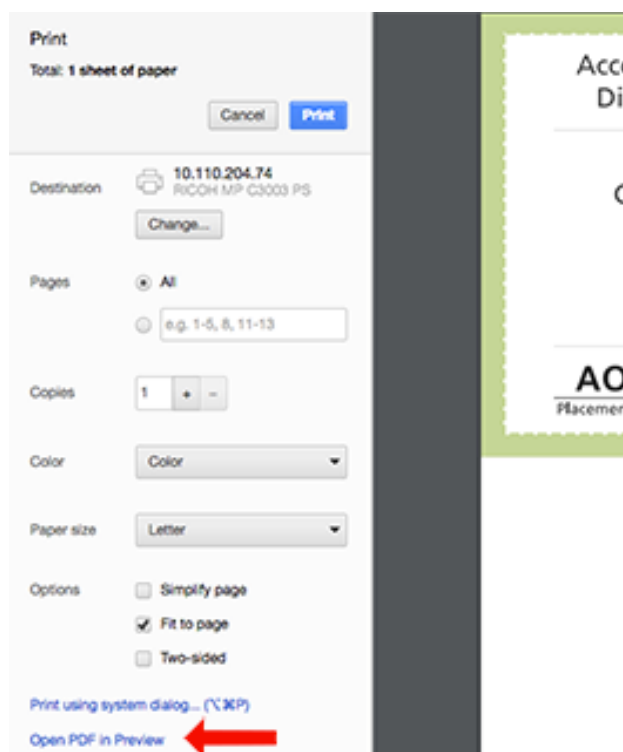 Print
Total: 1 sheet of paper
Cancel Print
Destination 10.110.204.74
RICOH MP C3003 PS
Change...
Pages All
e.g. 1-5, 8, 11-13
Copies 1 + -
Color Color
Paper size Letter
Options Simplify page
Fit to page
Two-sided
Print using system dialog... (⌥⌘P)
Open PDF in Preview
Acc
Di
AO